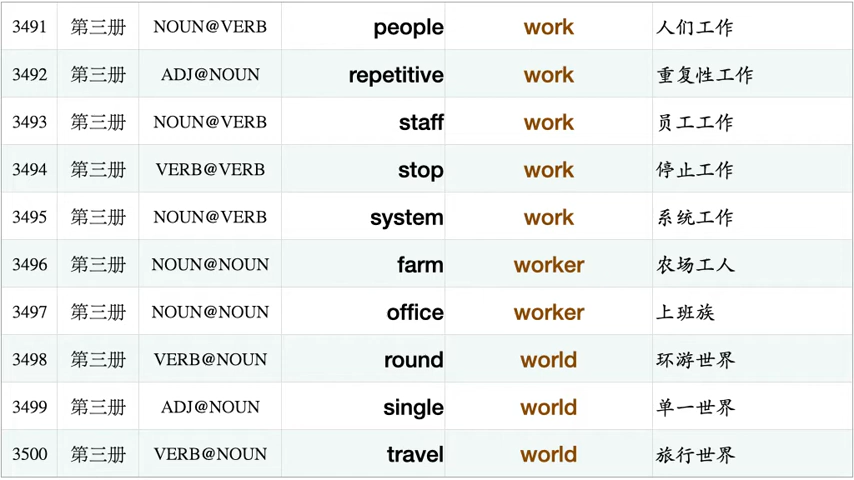 3491 第三册 NOUN@VERB people work 人们工作
3492 第三册 ADJ@NOUN repetitive work 重复性工作
3493 第三册 NOUN@VERB staff work 员工工作
3494 第三册 VERB@VERB stop work 停止工作
3495 第三册 NOUN@VERB system work 系统工作
3496 第三册 NOUN@NOUN farm worker 农场工人
3497 第三册 NOUN@NOUN office worker 上班族
3498 第三册 VERB@NOUN round world 环游世界
3499 第三册 ADJ@NOUN single world 单一世界
3500 第三册 VERB@NOUN travel world 旅行世界